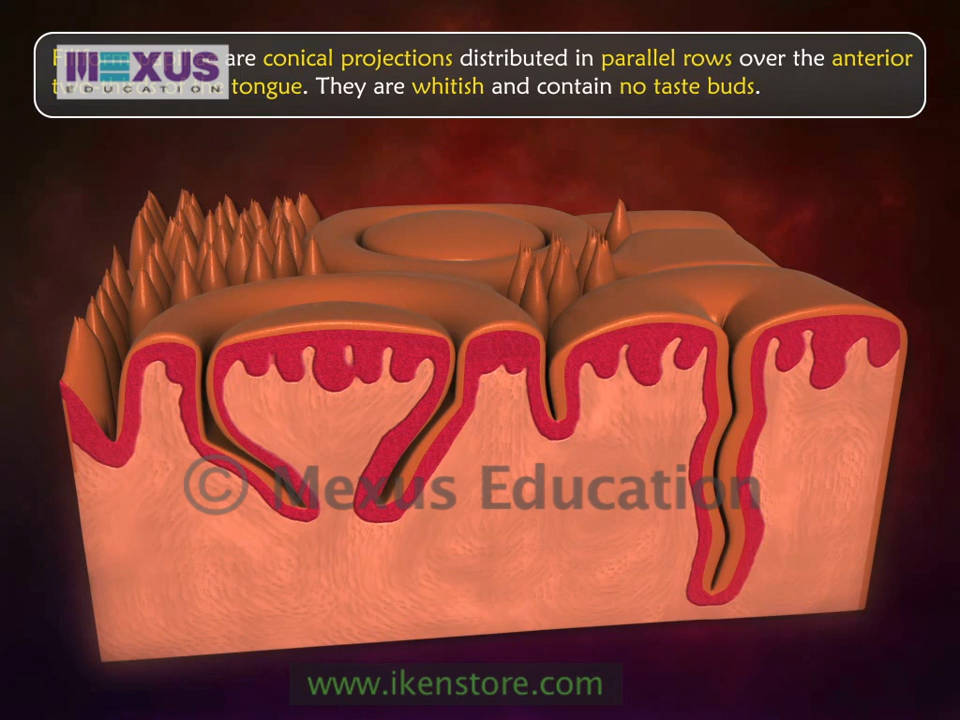 MEXUS
EDUCATION
are conical projections distributed in parallel rows over the anterior
tongue. They are whitish and contain no taste buds.
© Mexus Education
www.ikenstore.com